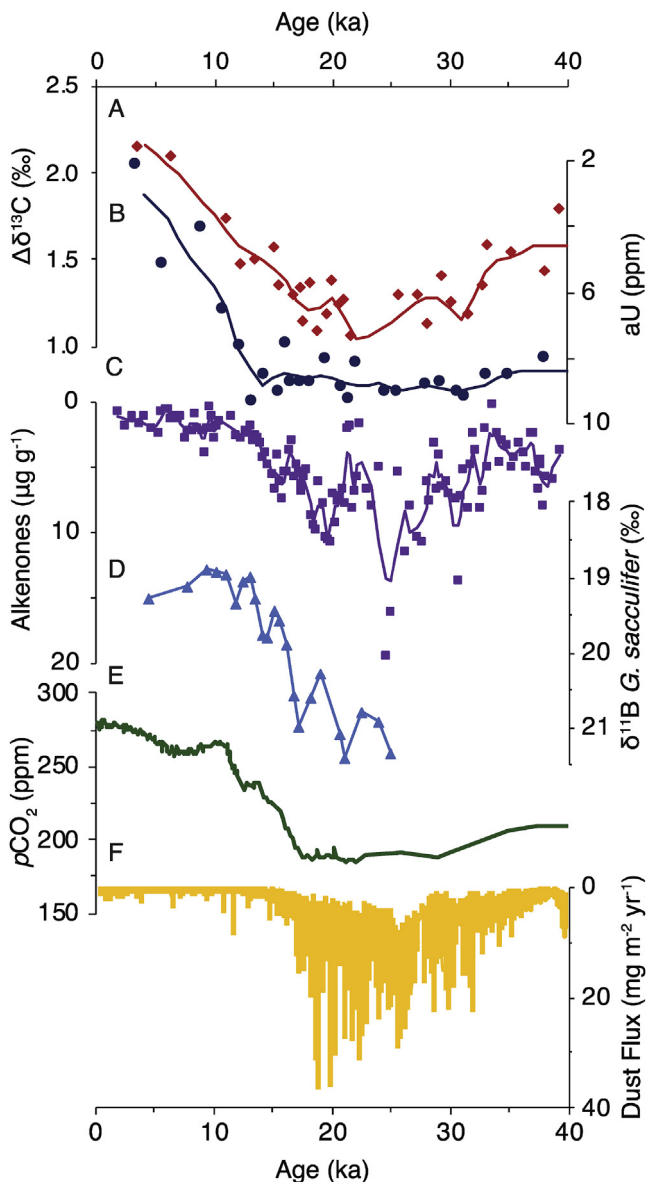 Age (ka)
0 10 20 30 40
2.5
2.0
1.5
1.0
Δδ¹³C (‰)
A
B
C
2
6
10
aU (ppm)
0
10
20
Alkenones (µg g⁻¹)
D
E
18
19
20
21
δ¹¹B G. sacculifer (‰)
300
250
200
150
pCO₂ (ppm)
F
0
20
40
Dust Flux (mg m⁻² yr⁻¹)
0 10 20 30 40
Age (ka)